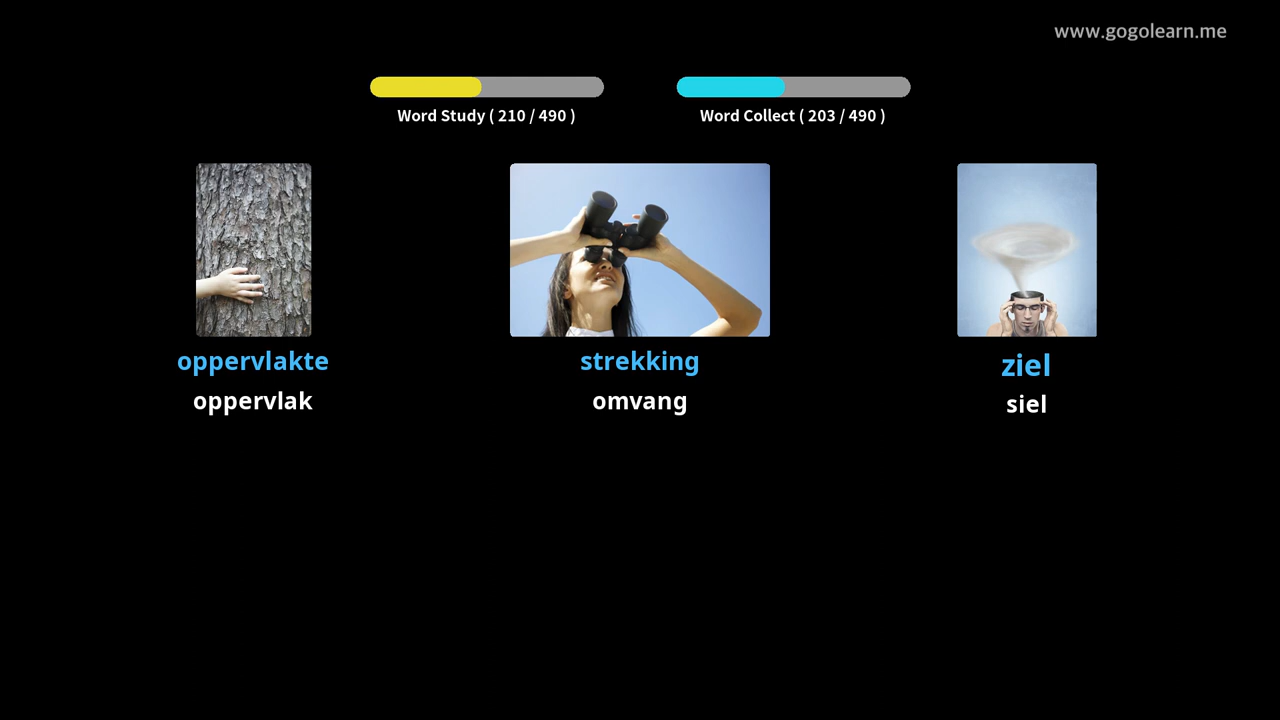 www.gogolearn.me
Word Study ( 210 / 490 )
Word Collect ( 203 / 490 )
oppervlakte
oppervlak
strekking
omvang
ziel
siel